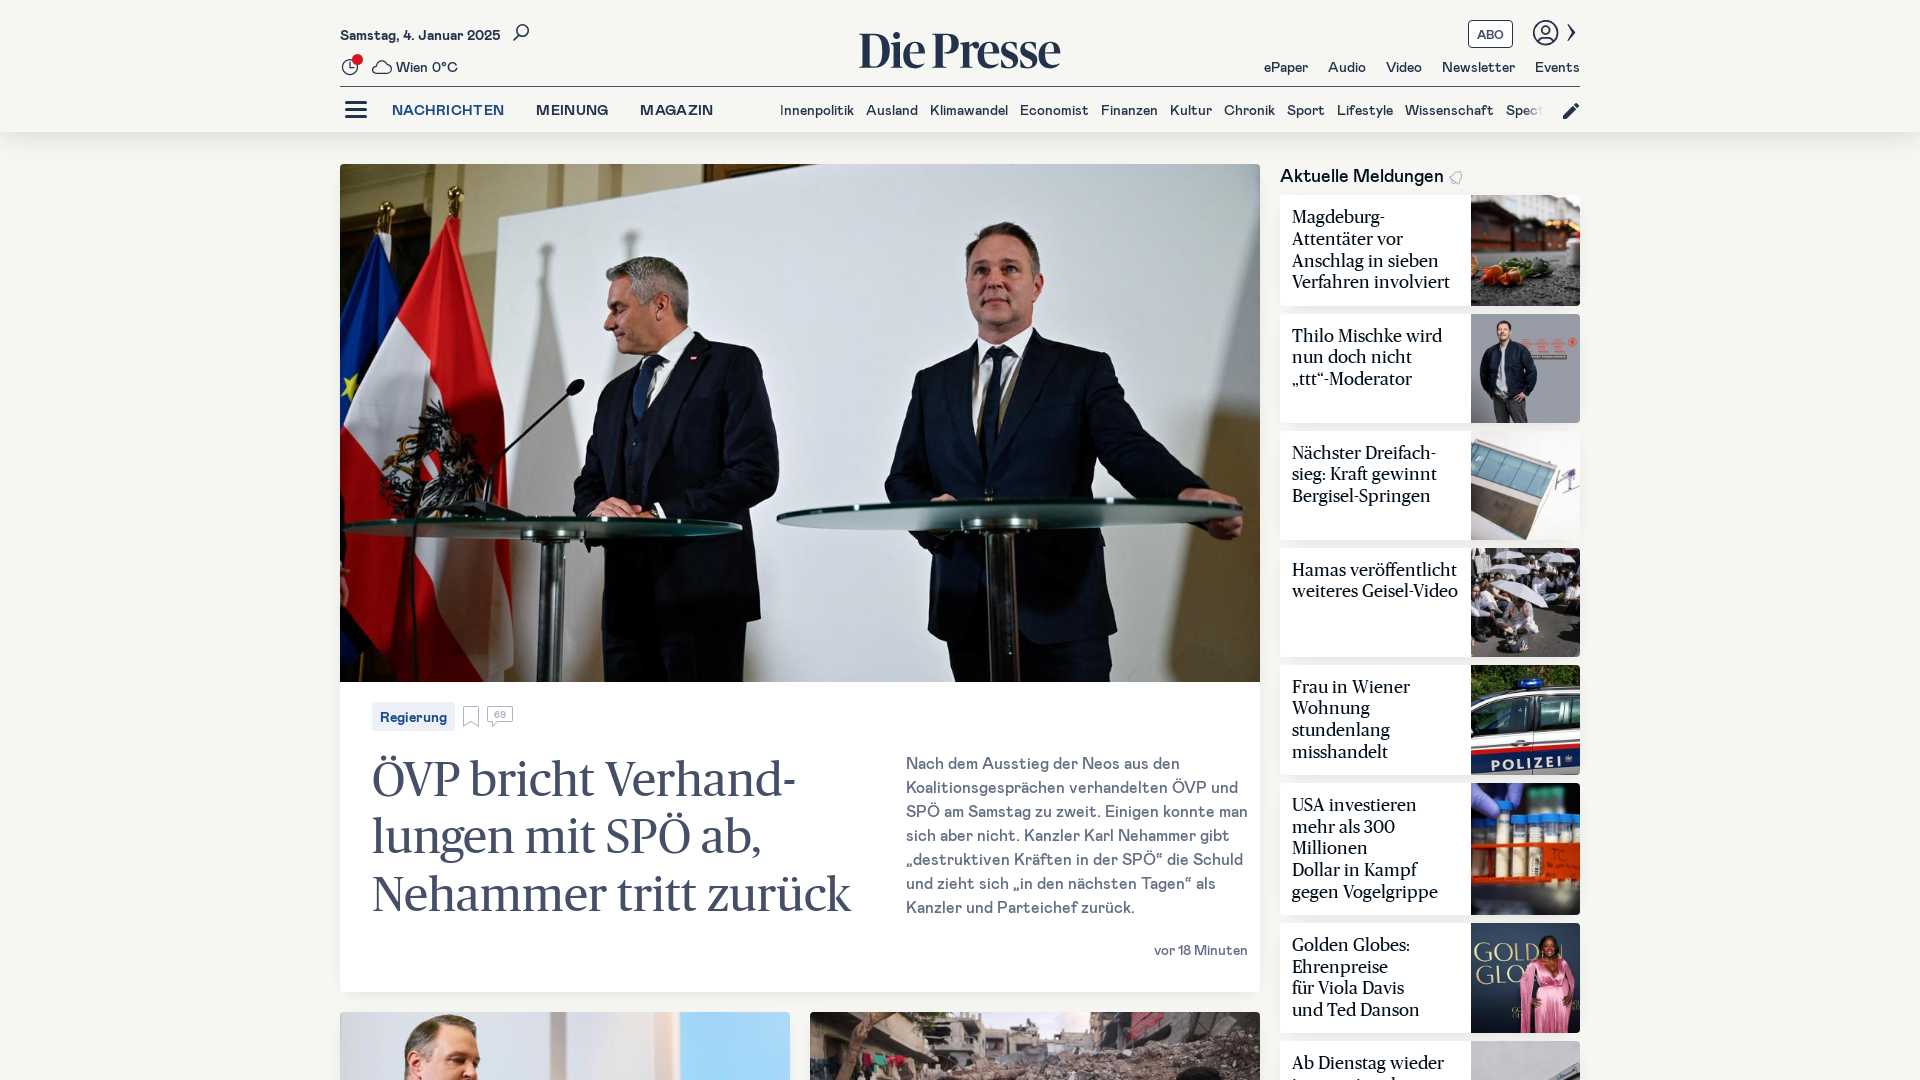 Samstag, 4. Januar 2025
Wien 0°C
Die Presse
ABO
ePaper Audio Video Newsletter Events
NACHRICHTEN MEINUNG MAGAZIN
Innenpolitik Ausland Klimawandel Economist Finanzen Kultur Chronik Sport Lifestyle Wissenschaft Spect
Regierung
69
ÖVP bricht Verhand-
lungen mit SPÖ ab,
Nehammer tritt zurück
Nach dem Ausstieg der Neos aus den
Koalitionsgesprächen verhandelten ÖVP und
SPÖ am Samstag zu zweit. Einigen konnte man
sich aber nicht. Kanzler Karl Nehammer gibt
„destruktiven Kräften in der SPÖ“ die Schuld
und zieht sich „in den nächsten Tagen“ als
Kanzler und Parteichef zurück.
vor 18 Minuten
Aktuelle Meldungen
Magdeburg-
Attentäter vor
Anschlag in sieben
Verfahren involviert
Thilo Mischke wird
nun doch nicht
„ttt“-Moderator
Nächster Dreifach-
sieg: Kraft gewinnt
Bergisel-Springen
Hamas veröffentlicht
weiteres Geisel-Video
Frau in Wiener
Wohnung
stundenlang
misshandelt
POLIZEI
USA investieren
mehr als 300
Millionen
Dollar in Kampf
gegen Vogelgrippe
Golden Globes:
Ehrenpreise
für Viola Davis
und Ted Danson
GOLDEN
GLO
Ab Dienstag wieder